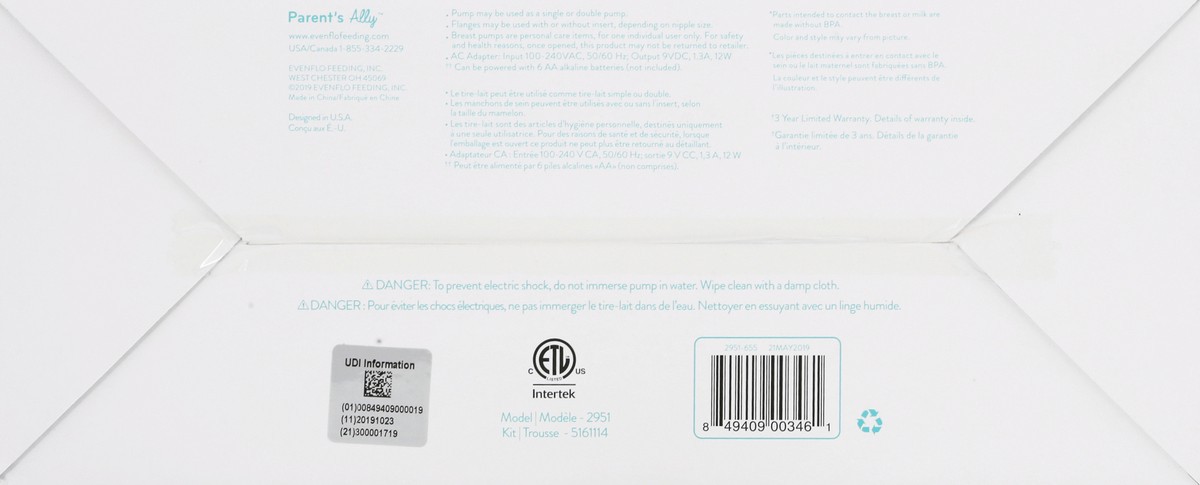 Parent's Ally™
www.evenflofeeding.com
USA/Canada 1-855-334-2229
EVENFLO FEEDING, INC.
WEST CHESTER OH 45069
©2019 EVENFLO FEEDING, INC.
Made in China/Fabriqué en Chine
Designed in U.S.A.
Conçu aux É.-U.
• Pump may be used as a single or double pump.
• Flanges may be used with or without insert, depending on nipple size.
• Breast pumps are personal care items, for one individual user only. For safety
and health reasons, once opened, this product may not be returned to retailer.
• AC Adapter: Input 100-240VAC, 50/60 Hz; Output 9VDC, 1.3A, 12W
†† Can be powered with 6 AA alkaline batteries (not included).
• Le tire-lait peut être utilisé comme tire-lait simple ou double.
• Les manchons de sein peuvent être utilisés avec ou sans l'insert, selon
la taille du mamelon.
• Les tire-lait sont des articles d'hygiène personnelle, destinés uniquement
à une seule utilisatrice. Pour des raisons de santé et de sécurité, lorsque
l'emballage est ouvert ce produit ne peut plus être retourné au détaillant.
• Adaptateur CA : Entrée 100-240 V CA, 50/60 Hz; sortie 9 V CC, 1,3 A, 12 W
†† Peut être alimenté par 6 piles alcalines «AA» (non comprises).
*Parts intended to contact the breast or milk are
made without BPA.
Color and style may vary from picture.
*Les pièces destinées à entrer en contact avec le
sein ou le lait maternel sont fabriquées sans BPA.
La couleur et le style peuvent être différents de
l'illustration.
†3 Year Limited Warranty. Details of warranty inside.
†Garantie limitée de 3 ans. Détails de la garantie
à l'intérieur.
⚠ DANGER: To prevent electric shock, do not immerse pump in water. Wipe clean with a damp cloth.
⚠ DANGER : Pour éviter les chocs électriques, ne pas immerger le tire-lait dans de l'eau. Nettoyer en essuyant avec un linge humide.
UDI Information
(01)00849409000019
(11)20191023
(21)300001719
ETL
LISTED
C US
Intertek
Model | Modèle - 2951
Kit | Trousse - 5161114
2951-655 21MAY2019
8 49409 00346 1